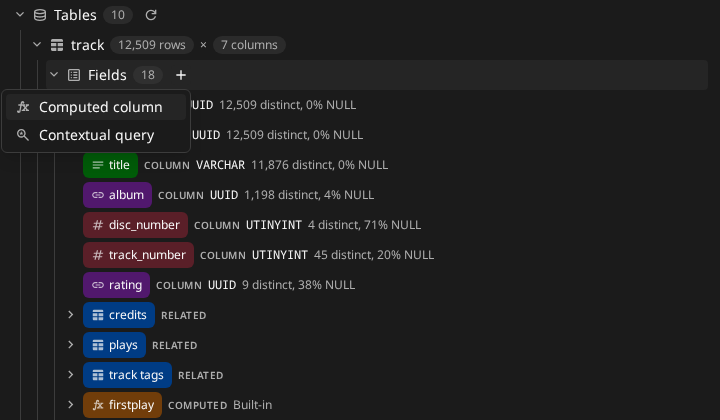 Tables 10
track 12,509 rows × 7 columns
Fields 18 +
Computed column
UUID 12,509 distinct, 0% NULL
Contextual query
UUID 12,509 distinct, 0% NULL
title COLUMN VARCHAR 11,876 distinct, 0% NULL
album COLUMN UUID 1,198 distinct, 4% NULL
# disc_number COLUMN UTINYINT 4 distinct, 71% NULL
# track_number COLUMN UTINYINT 45 distinct, 20% NULL
rating COLUMN UUID 9 distinct, 38% NULL
credits RELATED
plays RELATED
track tags RELATED
fx firstplay COMPUTED Built-in